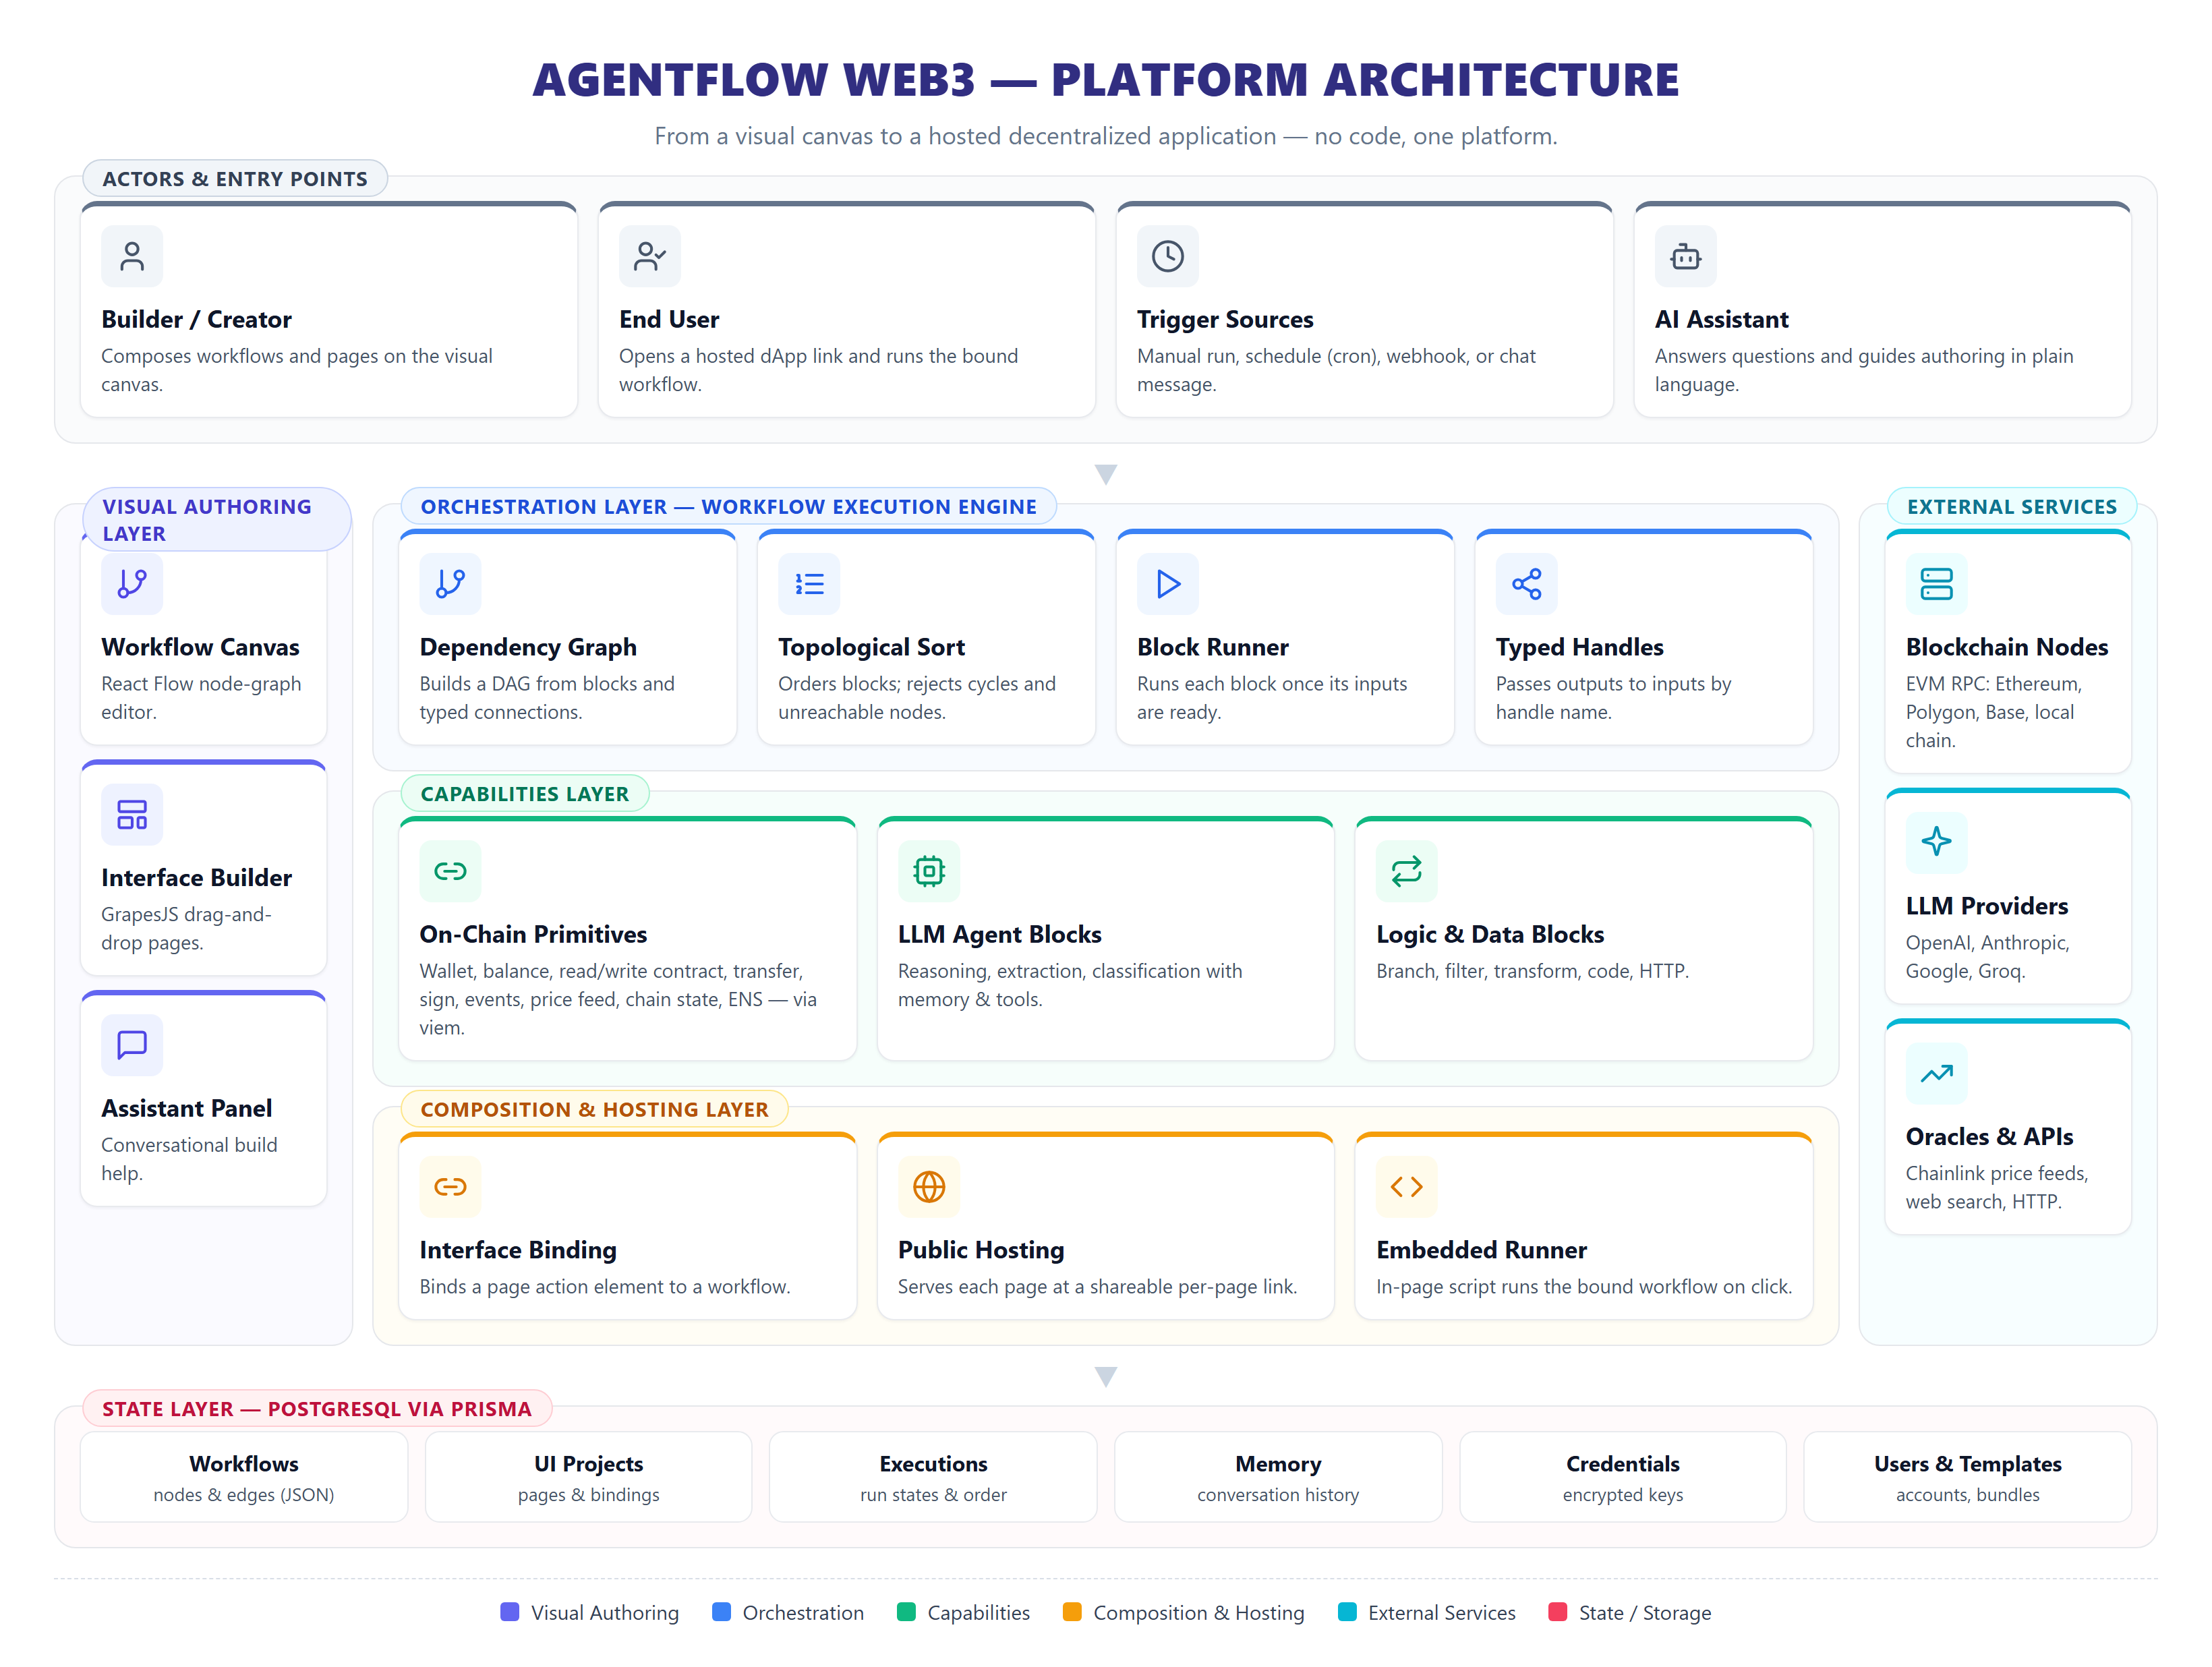 AGENTFLOW WEB3 — PLATFORM ARCHITECTURE
From a visual canvas to a hosted decentralized application — no code, one platform.
ACTORS & ENTRY POINTS
Builder / Creator
Composes workflows and pages on the visual
canvas.
End User
Opens a hosted dApp link and runs the bound
workflow.
Trigger Sources
Manual run, schedule (cron), webhook, or chat
message.
AI Assistant
Answers questions and guides authoring in plain
language.
VISUAL AUTHORING
LAYER
Workflow Canvas
React Flow node-graph
editor.
Interface Builder
GrapesJS drag-and-
drop pages.
Assistant Panel
Conversational build
help.
ORCHESTRATION LAYER — WORKFLOW EXECUTION ENGINE
Dependency Graph
Builds a DAG from blocks and
typed connections.
Topological Sort
Orders blocks; rejects cycles and
unreachable nodes.
Block Runner
Runs each block once its inputs
are ready.
Typed Handles
Passes outputs to inputs by
handle name.
CAPABILITIES LAYER
On-Chain Primitives
Wallet, balance, read/write contract, transfer,
sign, events, price feed, chain state, ENS — via
viem.
LLM Agent Blocks
Reasoning, extraction, classification with
memory & tools.
Logic & Data Blocks
Branch, filter, transform, code, HTTP.
COMPOSITION & HOSTING LAYER
Interface Binding
Binds a page action element to a workflow.
Public Hosting
Serves each page at a shareable per-page link.
Embedded Runner
In-page script runs the bound workflow on click.
EXTERNAL SERVICES
Blockchain Nodes
EVM RPC: Ethereum,
Polygon, Base, local
chain.
LLM Providers
OpenAI, Anthropic,
Google, Groq.
Oracles & APIs
Chainlink price feeds,
web search, HTTP.
STATE LAYER — POSTGRESQL VIA PRISMA
Workflows
nodes & edges (JSON)
UI Projects
pages & bindings
Executions
run states & order
Memory
conversation history
Credentials
encrypted keys
Users & Templates
accounts, bundles
Visual Authoring
Orchestration
Capabilities
Composition & Hosting
External Services
State / Storage